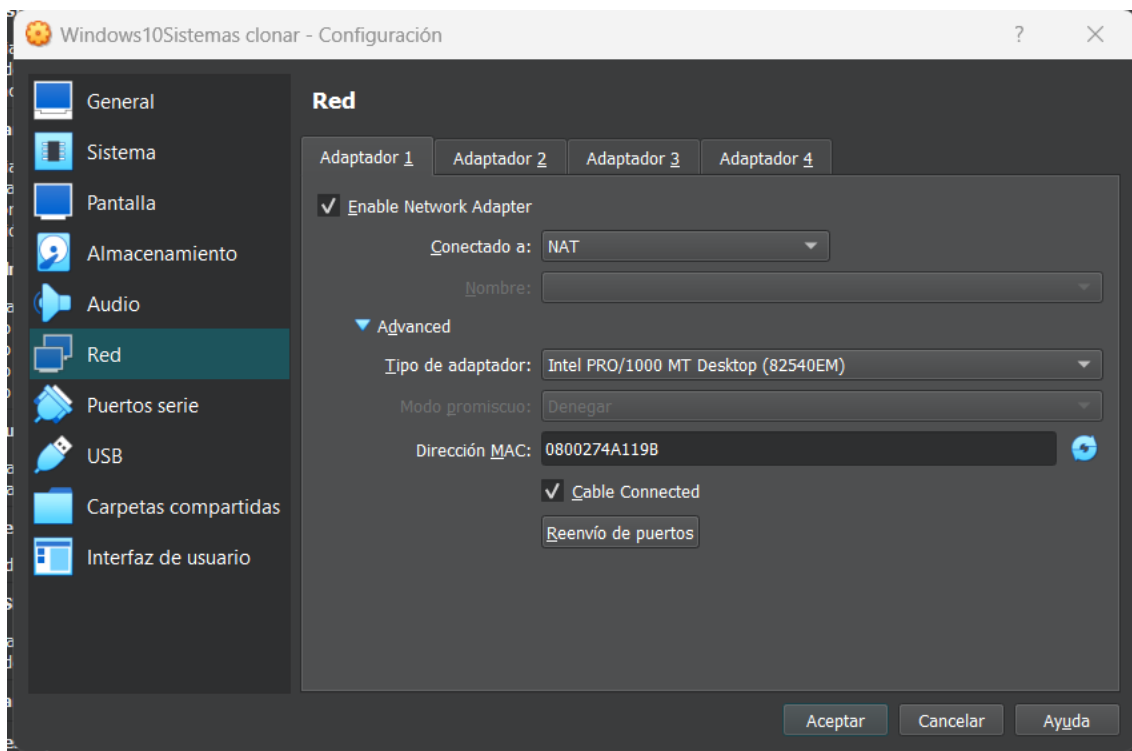 Windows10Sistemas clonar - Configuración ?
General
Sistema
Pantalla
Almacenamiento
Audio
Red
Puertos serie
USB
Carpetas compartidas
Interfaz de usuario
Red
Adaptador 1 Adaptador 2 Adaptador 3 Adaptador 4
Enable Network Adapter
Conectado a: NAT
Nombre:
Advanced
Tipo de adaptador: Intel PRO/1000 MT Desktop (82540EM)
Modo promiscuo: Denegar
Dirección MAC: 0800274A119B
Cable Connected
Reenvío de puertos
Aceptar Cancelar Ayuda